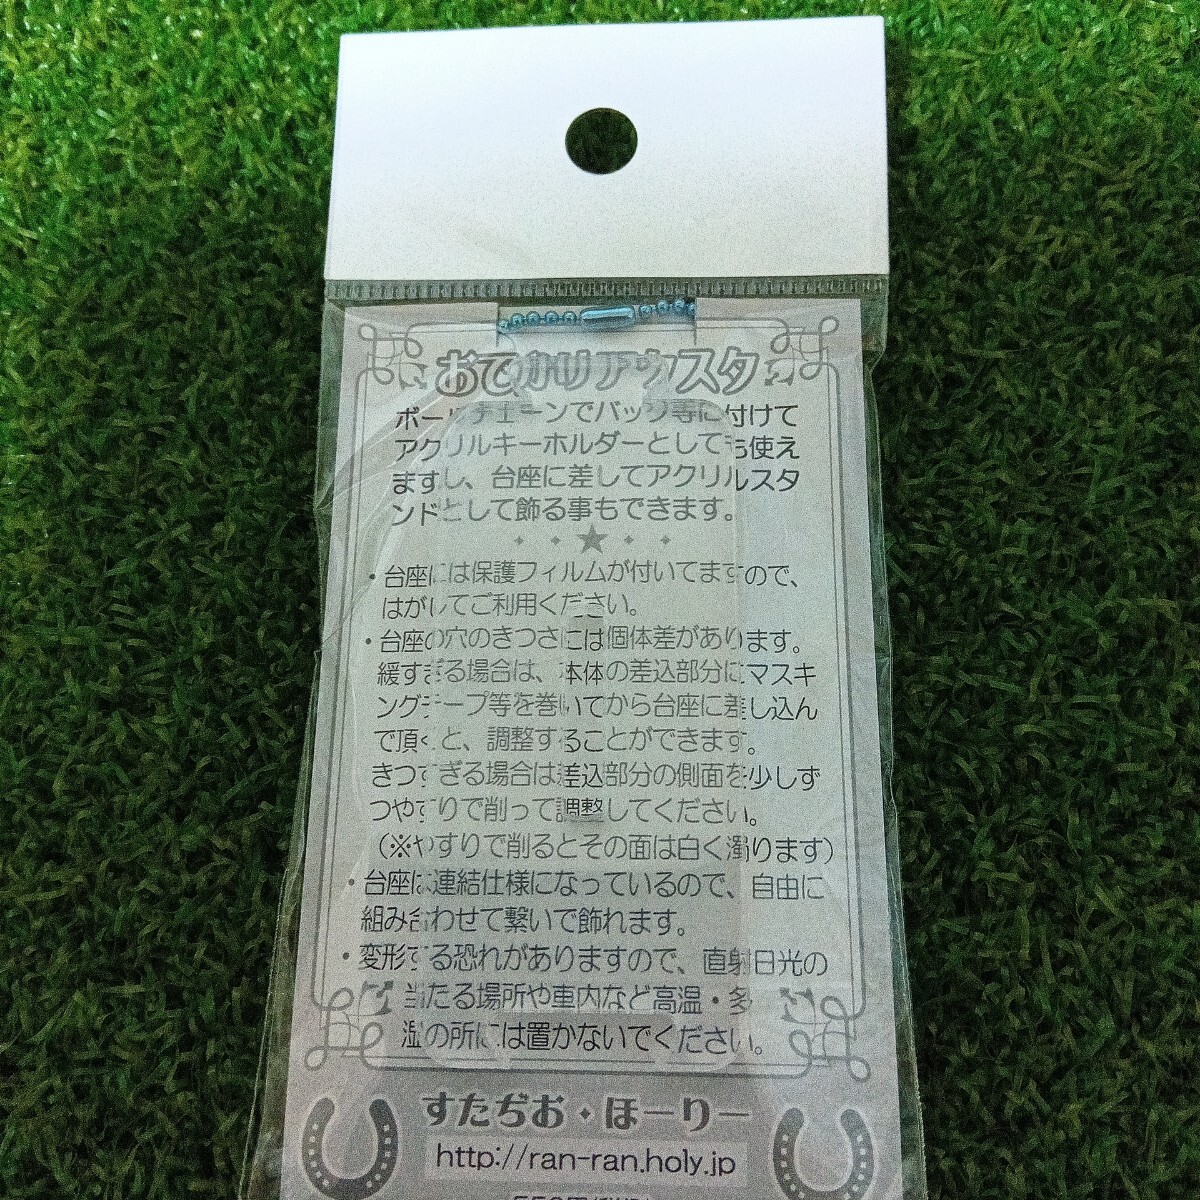 おでかけアクスタ
ボールチェーンでバッグ等に付けて
アクリルキーホルダーとしても使え
ますし、台座に差してアクリルスタ
ンドとして飾る事もできます。
・台座には保護フィルムが付いてますので、
はがしてご利用ください。
・台座の穴のきつさには個体差があります。
緩すぎる場合は、本体の差込部分にマスキ
ングテープ等を巻いてから台座に差し込ん
で頂くと、調整することができます。
きつすぎる場合は差込部分の側面を少しず
つやすりで削って調整してください。
(※やすりで削るとその面は白く濁ります)
・台座は連結仕様になっているので、自由に
組み合わせて繋いで飾れます。
・変形する恐れがありますので、直射日光の
当たる場所や車内など高温・多
湿の所には置かないでください。
すたぢお・ほーりー
http://ran-ran.holy.jp